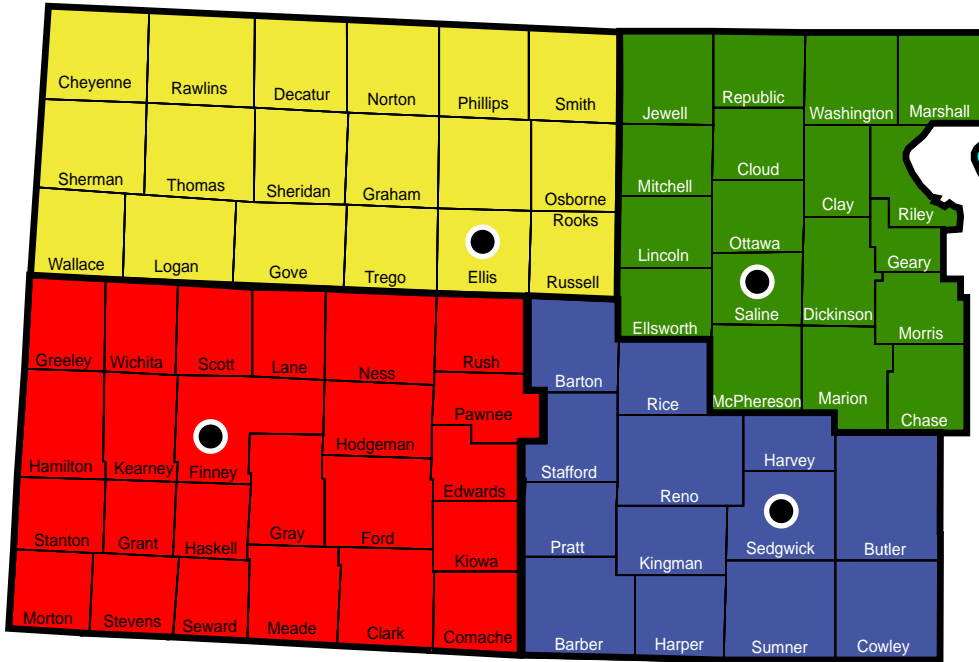 Cheyenne
Rawlins
Decatur
Norton
Phillips
Smith
Jewell
Republic
Washington
Marshall
Sherman
Thomas
Sheridan
Graham
Osborne
Rooks
Mitchell
Cloud
Clay
Riley
Wallace
Logan
Gove
Trego
Ellis
Russell
Lincoln
Ottawa
Geary
Ellsworth
Saline
Dickinson
Morris
Greeley
Wichita
Scott
Lane
Ness
Rush
Barton
Rice
McPhereson
Marion
Chase
Pawnee
Hodgeman
Hamilton
Kearney
Finney
Edwards
Stafford
Reno
Harvey
Stanton
Grant
Haskell
Gray
Ford
Kiowa
Pratt
Kingman
Sedgwick
Butler
Morton
Stevens
Seward
Meade
Clark
Comache
Barber
Harper
Sumner
Cowley